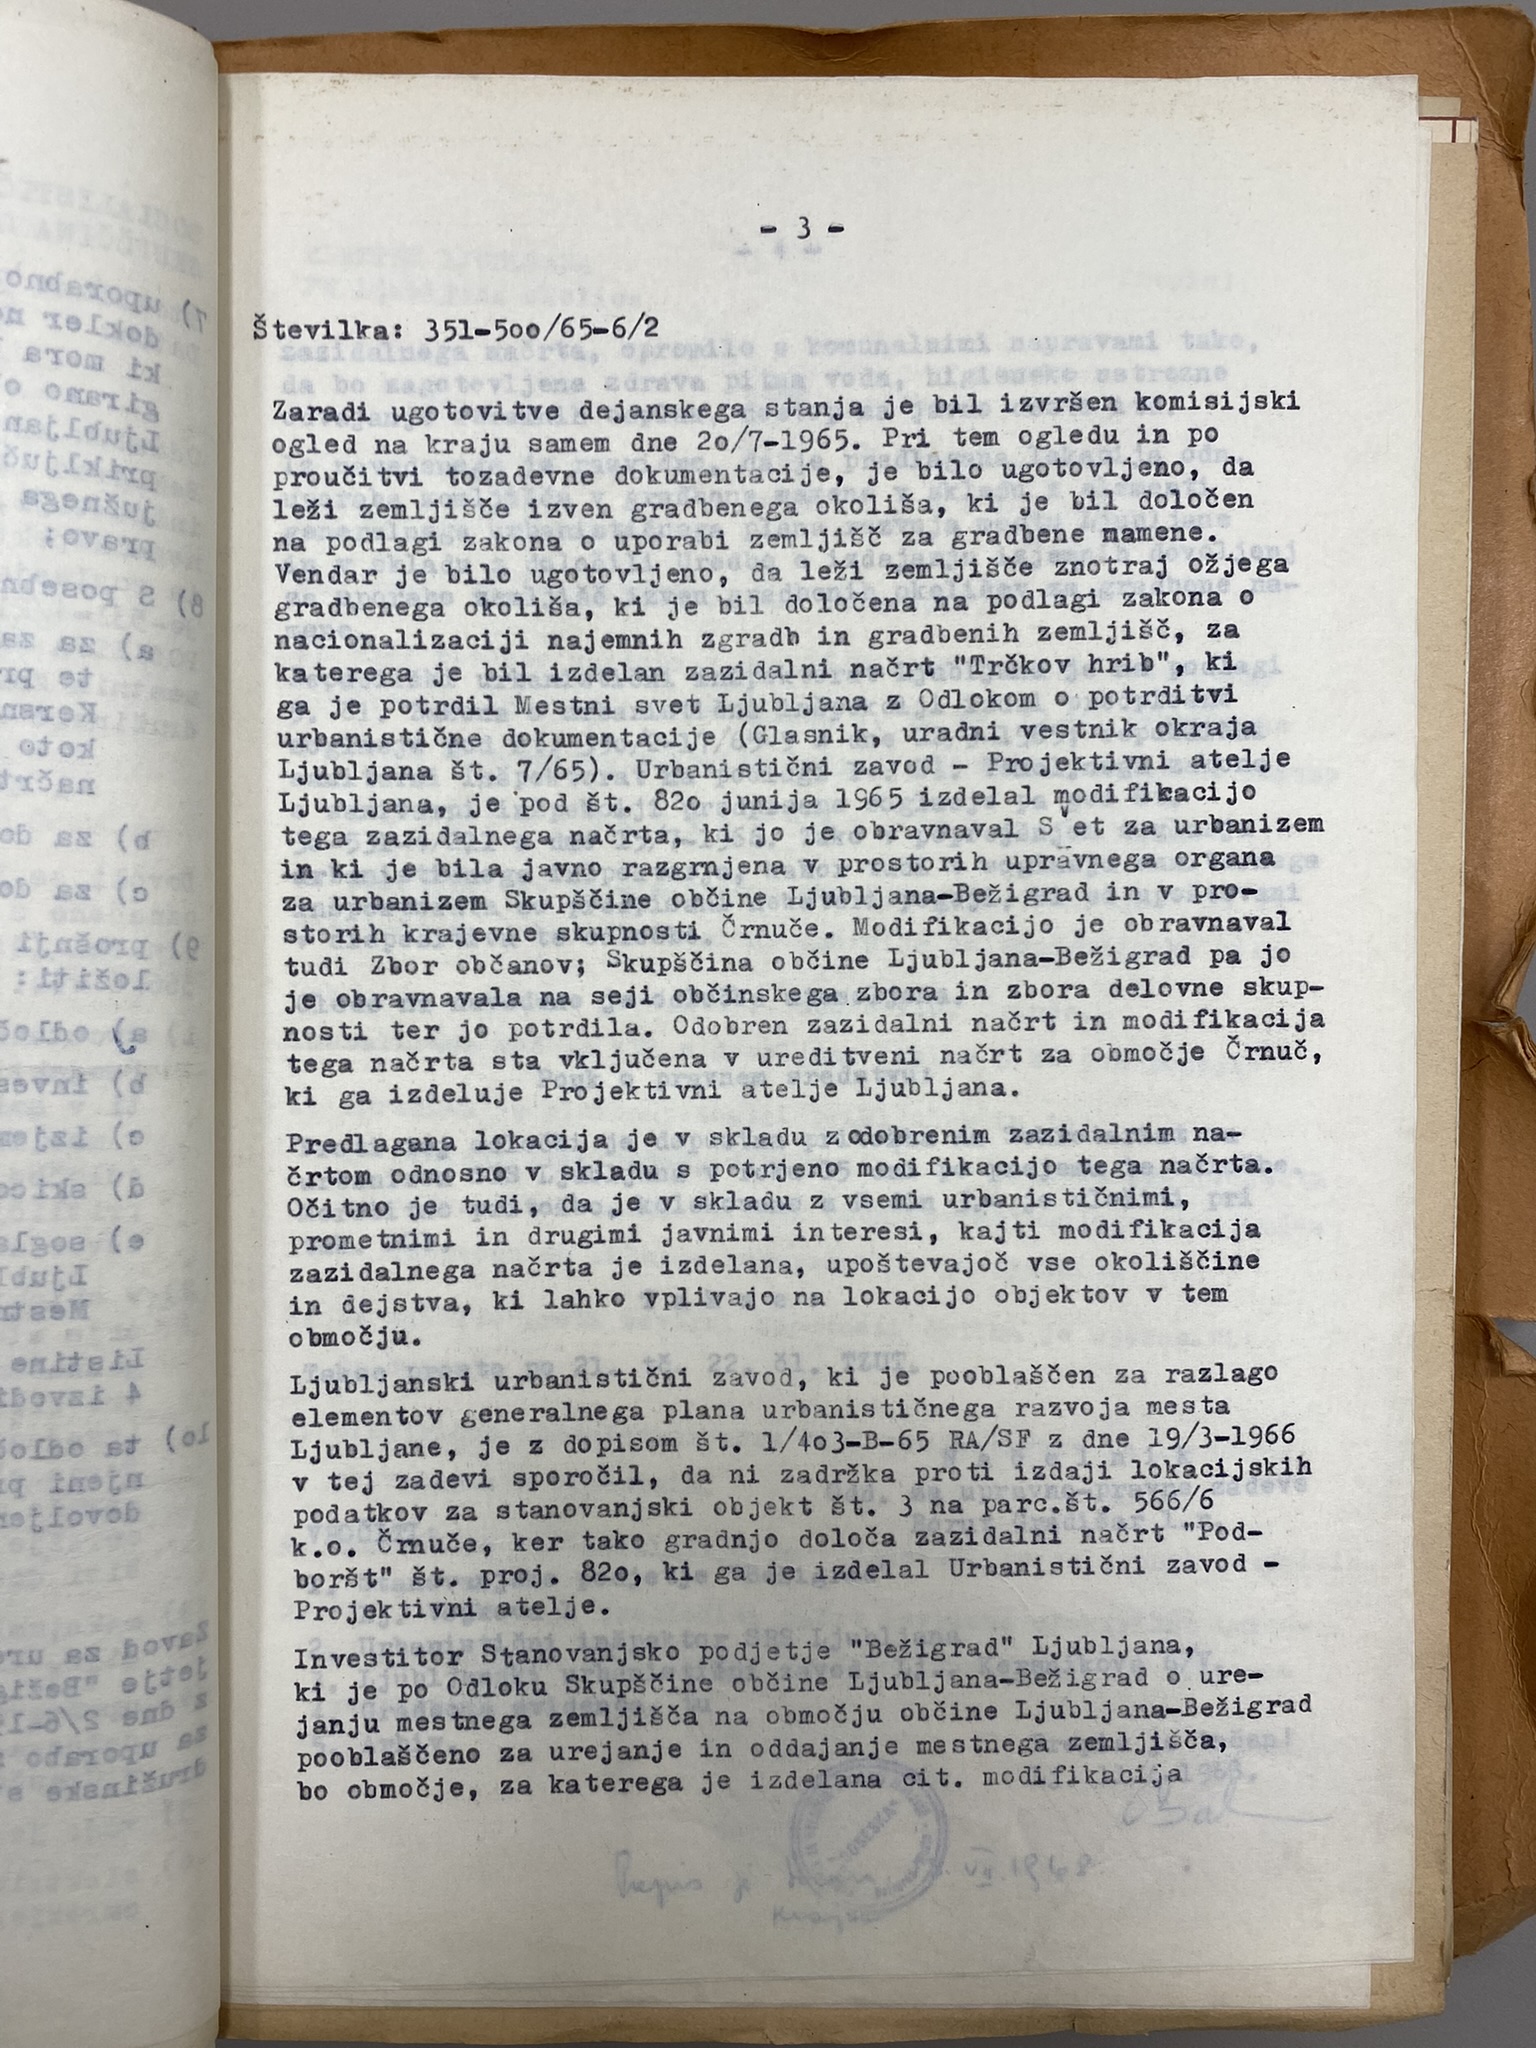 - 3 -
Številka: 351-5oo/65-6/2
Zaradi ugotovitve dejanskega stanja je bil izvršen komisijski
ogled na kraju samem dne 2o/7-1965. Pri tem ogledu in po
proučitvi tozadevne dokumentacije, je bilo ugotovljeno, da
leži zemljišče izven gradbenega okoliša, ki je bil določen
na podlagi zakona o uporabi zemljišč za gradbene mamene.
Vendar je bilo ugotovljeno, da leži zemljišče znotraj ožjega
gradbenega okoliša, ki je bil določena na podlagi zakona o
nacionalizaciji najemnih zgradb in gradbenih zemljišč, za
katerega je bil izdelan zazidalni načrt "Trčkov hrib", ki
ga je potrdil Mestni svet Ljubljana z Odlokom o potrditvi
urbanistične dokumentacije (Glasnik, uradni vestnik okraja
Ljubljana št. 7/65). Urbanistični zavod - Projektivni atelje
Ljubljana, je pod št. 82o junija 1965 izdelal modifikacijo
tega zazidalnega načrta, ki jo je obravnaval Svet za urbanizem
in ki je bila javno razgrnjena v prostorih upravnega organa
za urbanizem Skupščine občine Ljubljana-Bežigrad in v pro-
storih krajevne skupnosti Črnuče. Modifikacijo je obravnaval
tudi Zbor občanov; Skupščina občine Ljubljana-Bežigrad pa jo
je obravnavala na seji občinskega zbora in zbora delovne skup-
nosti ter jo potrdila. Odobren zazidalni načrt in modifikacija
tega načrta sta vključena v ureditveni načrt za območje Črnuč,
ki ga izdeluje Projektivni atelje Ljubljana.
Predlagana lokacija je v skladu z odobrenim zazidalnim na-
črtom odnosno v skladu s potrjeno modifikacijo tega načrta.
Očitno je tudi, da je v skladu z vsemi urbanističnimi,
prometnimi in drugimi javnimi interesi, kajti modifikacija
zazidalnega načrta je izdelana, upoštevajoč vse okoliščine
in dejstva, ki lahko vplivajo na lokacijo objektov v tem
območju.
Ljubljanski urbanistični zavod, ki je pooblaščen za razlago
elementov generalnega plana urbanističnega razvoja mesta
Ljubljane, je z dopisom št. 1/4o3-B-65 RA/SF z dne 19/3-1966
v tej zadevi sporočil, da ni zadržka proti izdaji lokacijskih
podatkov za stanovanjski objekt št. 3 na parc.št. 566/6
k.o. Črnuče, ker tako gradnjo določa zazidalni načrt "Pod-
boršt" št. proj. 82o, ki ga je izdelal Urbanistični zavod -
Projektivni atelje.
Investitor Stanovanjsko podjetje "Bežigrad" Ljubljana,
ki je po Odloku Skupščine občine Ljubljana-Bežigrad o ure-
janju mestnega zemljišča na območju občine Ljubljana-Bežigrad
pooblaščeno za urejanje in oddajanje mestnega zemljišča,
bo območje, za katerega je izdelana cit. modifikacija